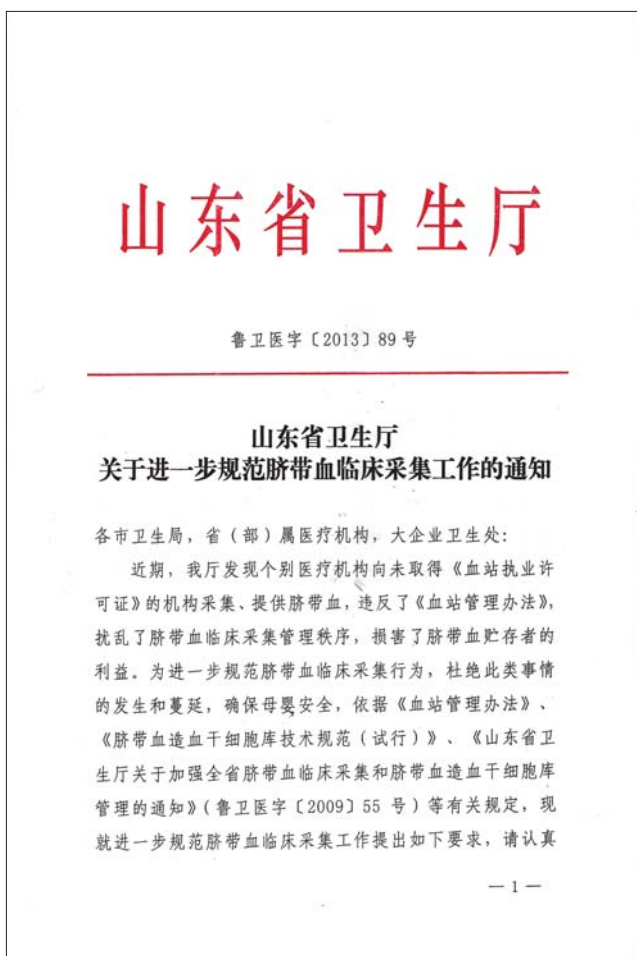 山东省卫生厅
鲁卫医字〔2013〕89号
山东省卫生厅
关于进一步规范脐带血临床采集工作的通知
各市卫生局，省（部）属医疗机构，大企业卫生处：
近期，我厅发现个别医疗机构向未取得《血站执业许
可证》的机构采集、提供脐带血，违反了《血站管理办法》，
扰乱了脐带血临床采集管理秩序，损害了脐带血贮存者的
利益。为进一步规范脐带血临床采集行为，杜绝此类事情
的发生和蔓延，确保母婴安全，依据《血站管理办法》、
《脐带血造血干细胞库技术规范（试行）》、《山东省卫
生厅关于加强全省脐带血临床采集和脐带血造血干细胞库
管理的通知》（鲁卫医字〔2009〕55 号）等有关规定，现
就进一步规范脐带血临床采集工作提出如下要求，请认真
— 1 —